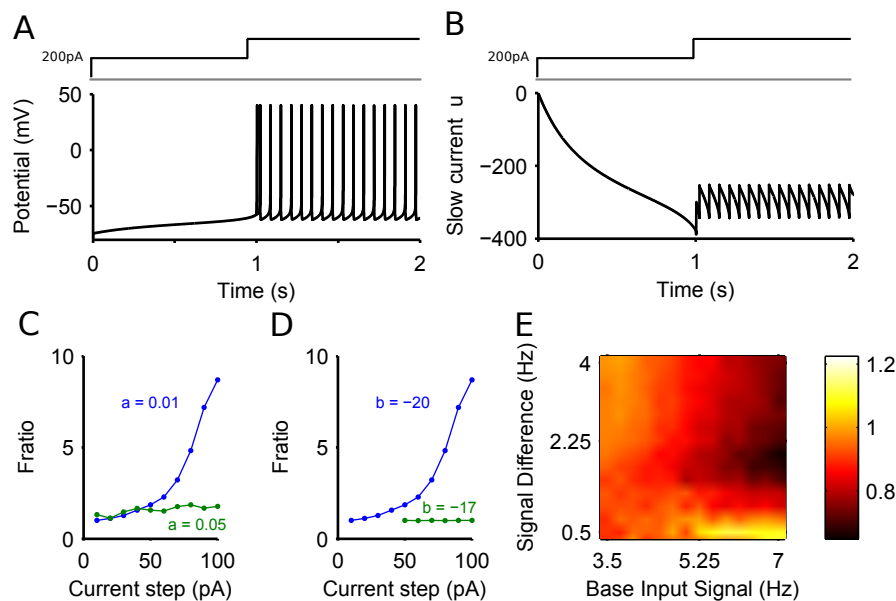 A
B
200pA
200pA
50
0
−50
Potential (mV)
0
1
2
Time (s)
0
−200
−400
Slow current u
0
1
2
Time (s)
C
D
E
10
5
0
Fratio
a = 0.01
a = 0.05
0
50
100
Current step (pA)
10
5
0
Fratio
b = −20
b = −17
0
50
100
Current step (pA)
Signal Difference (Hz)
4
2.25
0.5
3.5
5.25
7
Base Input Signal (Hz)
1.2
1
0.8